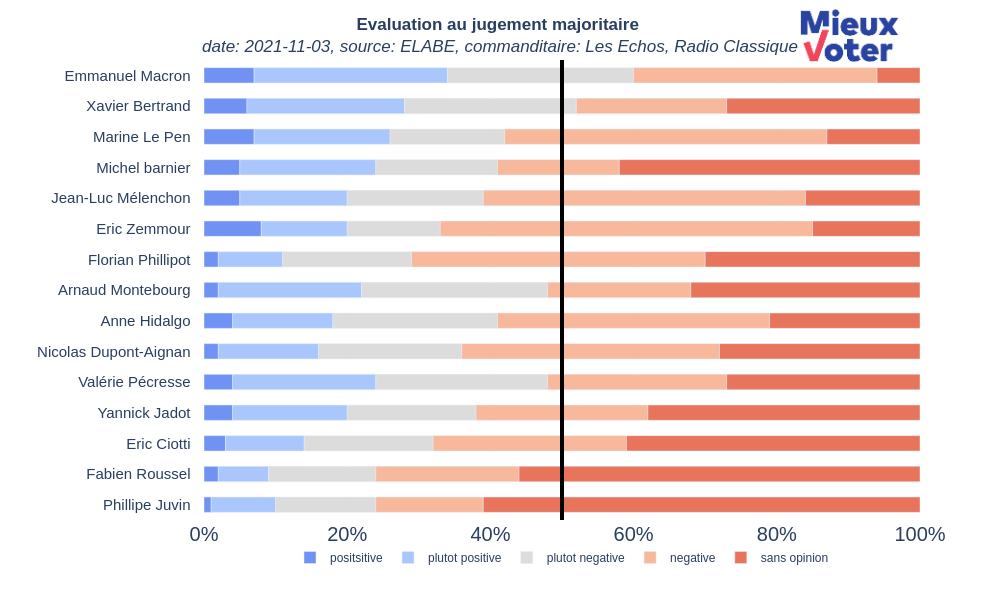 Evaluation au jugement majoritaire
date: 2021-11-03, source: ELABE, commanditaire: Les Echos, Radio Classique
Mieux
Voter
Emmanuel Macron
Xavier Bertrand
Marine Le Pen
Michel barnier
Jean-Luc Mélenchon
Eric Zemmour
Florian Phillipot
Arnaud Montebourg
Anne Hidalgo
Nicolas Dupont-Aignan
Valérie Pécresse
Yannick Jadot
Eric Ciotti
Fabien Roussel
Phillipe Juvin
0% 20% 40% 60% 80% 100%
positsitive plutot positive plutot negative negative sans opinion